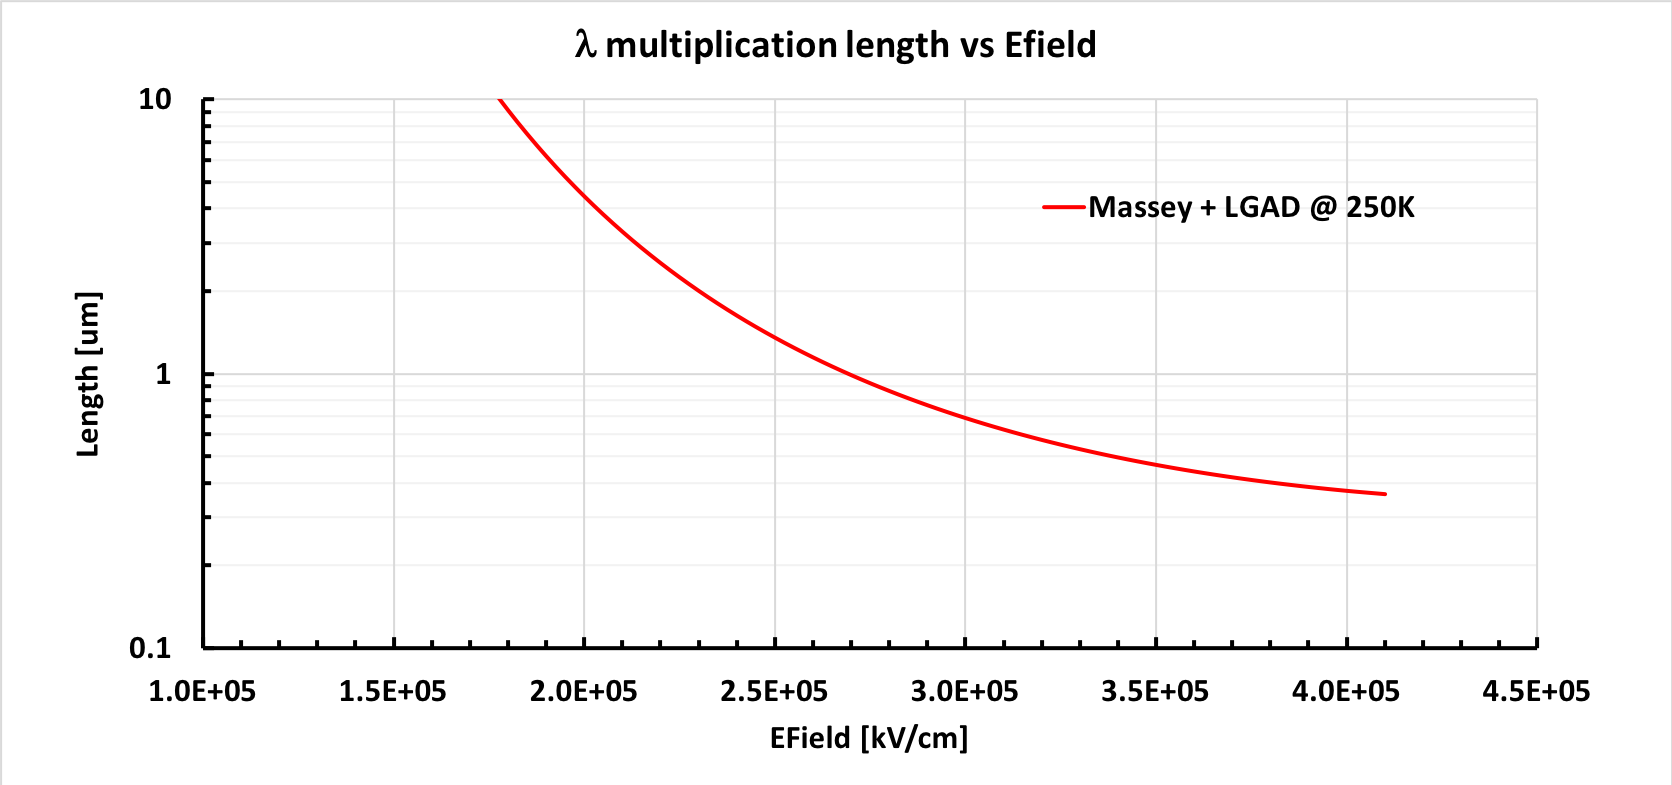 λ multiplication length vs Efield
10
1
0.1
Length [um]
Massey + LGAD @ 250K
1.0E+05 1.5E+05 2.0E+05 2.5E+05 3.0E+05 3.5E+05 4.0E+05 4.5E+05
EField [kV/cm]